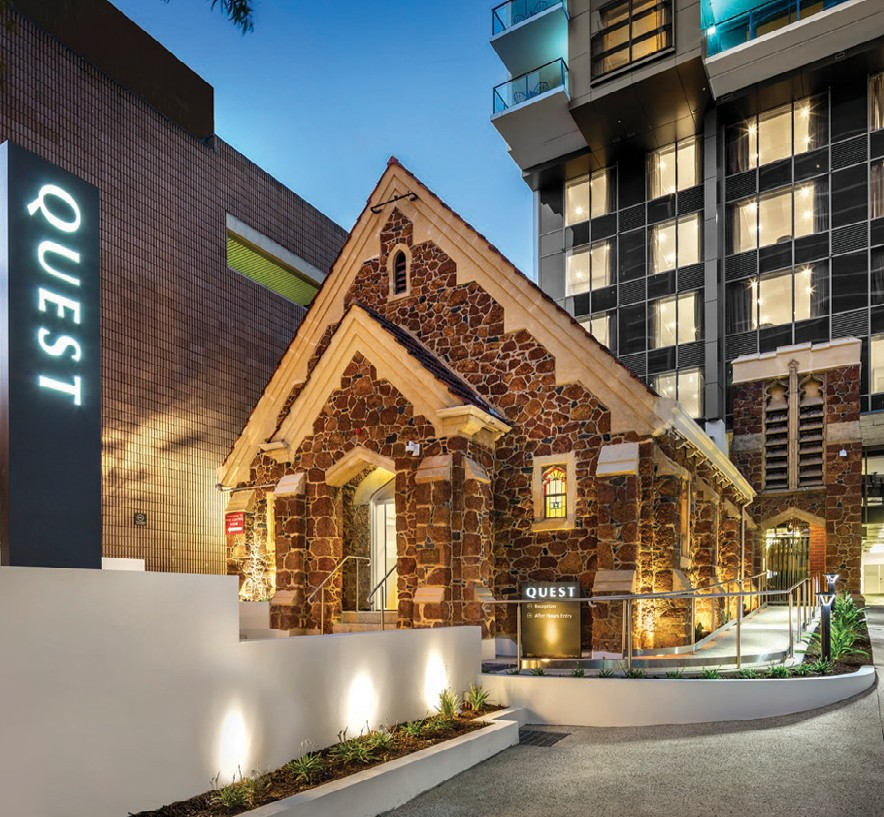 QUEST
QUEST
Reception
After Hours Entry